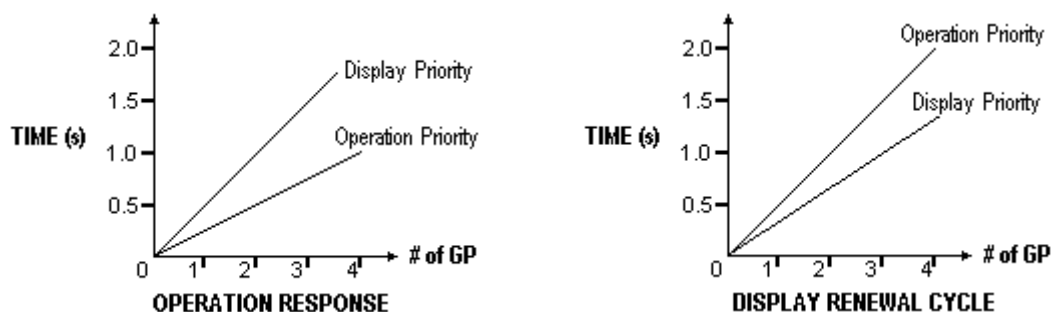 2.0
1.5
TIME (s)
1.0
0.5
0
1
2
3
4
Display Priority
Operation Priority
# of GP
OPERATION RESPONSE
2.0
1.5
TIME (s)
1.0
0.5
0
1
2
3
4
Operation Priority
Display Priority
# of GP
DISPLAY RENEWAL CYCLE